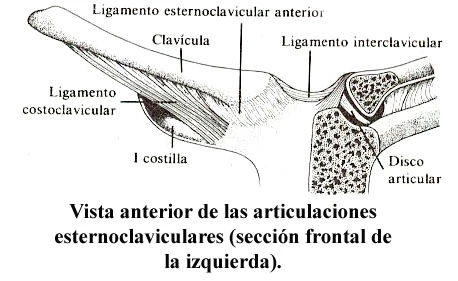 Ligamento esternoclavicular anterior
Clavícula
Ligamento interclavicular
Ligamento
costoclavicular
I costilla
Disco
articular
Vista anterior de las articulaciones
esternoclaviculares (sección frontal de
la izquierda).